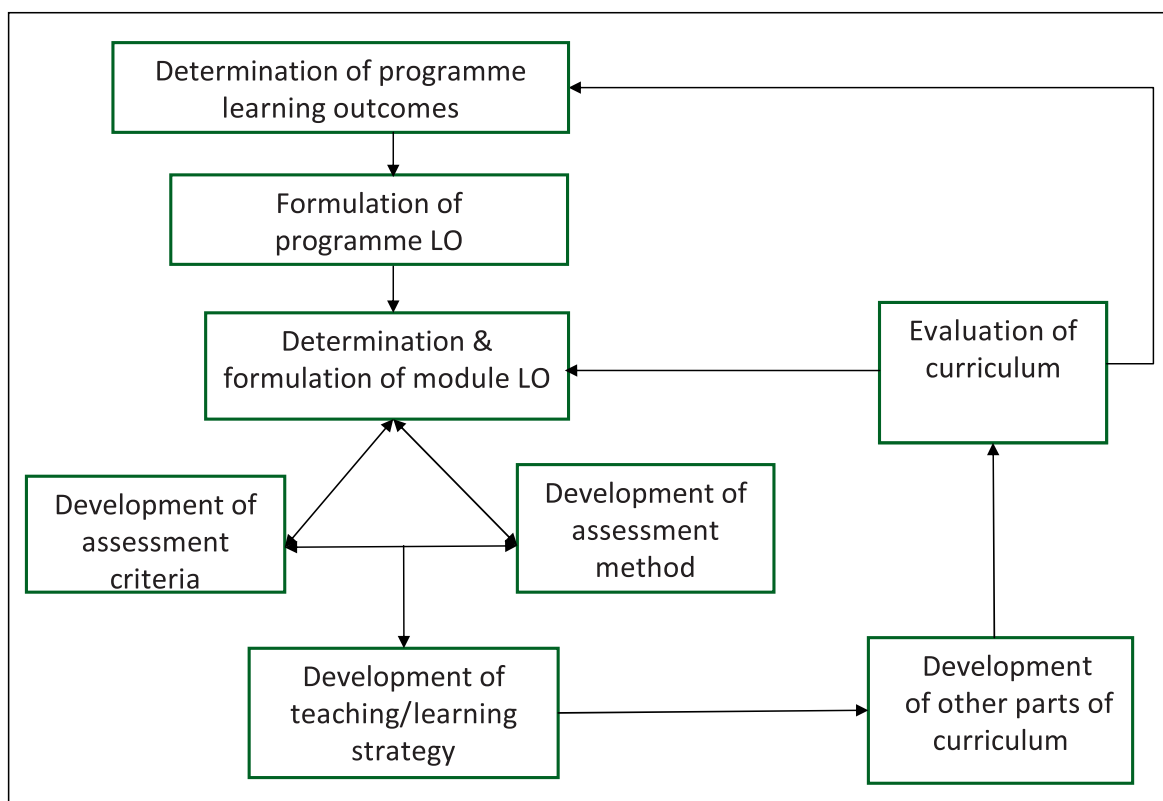 Determination of programme
learning outcomes
Formulation of
programme LO
Determination &
formulation of module LO
Evaluation of
curriculum
Development of
assessment
criteria
Development of
assessment
method
Development of
teaching/learning
strategy
Development
of other parts of
curriculum